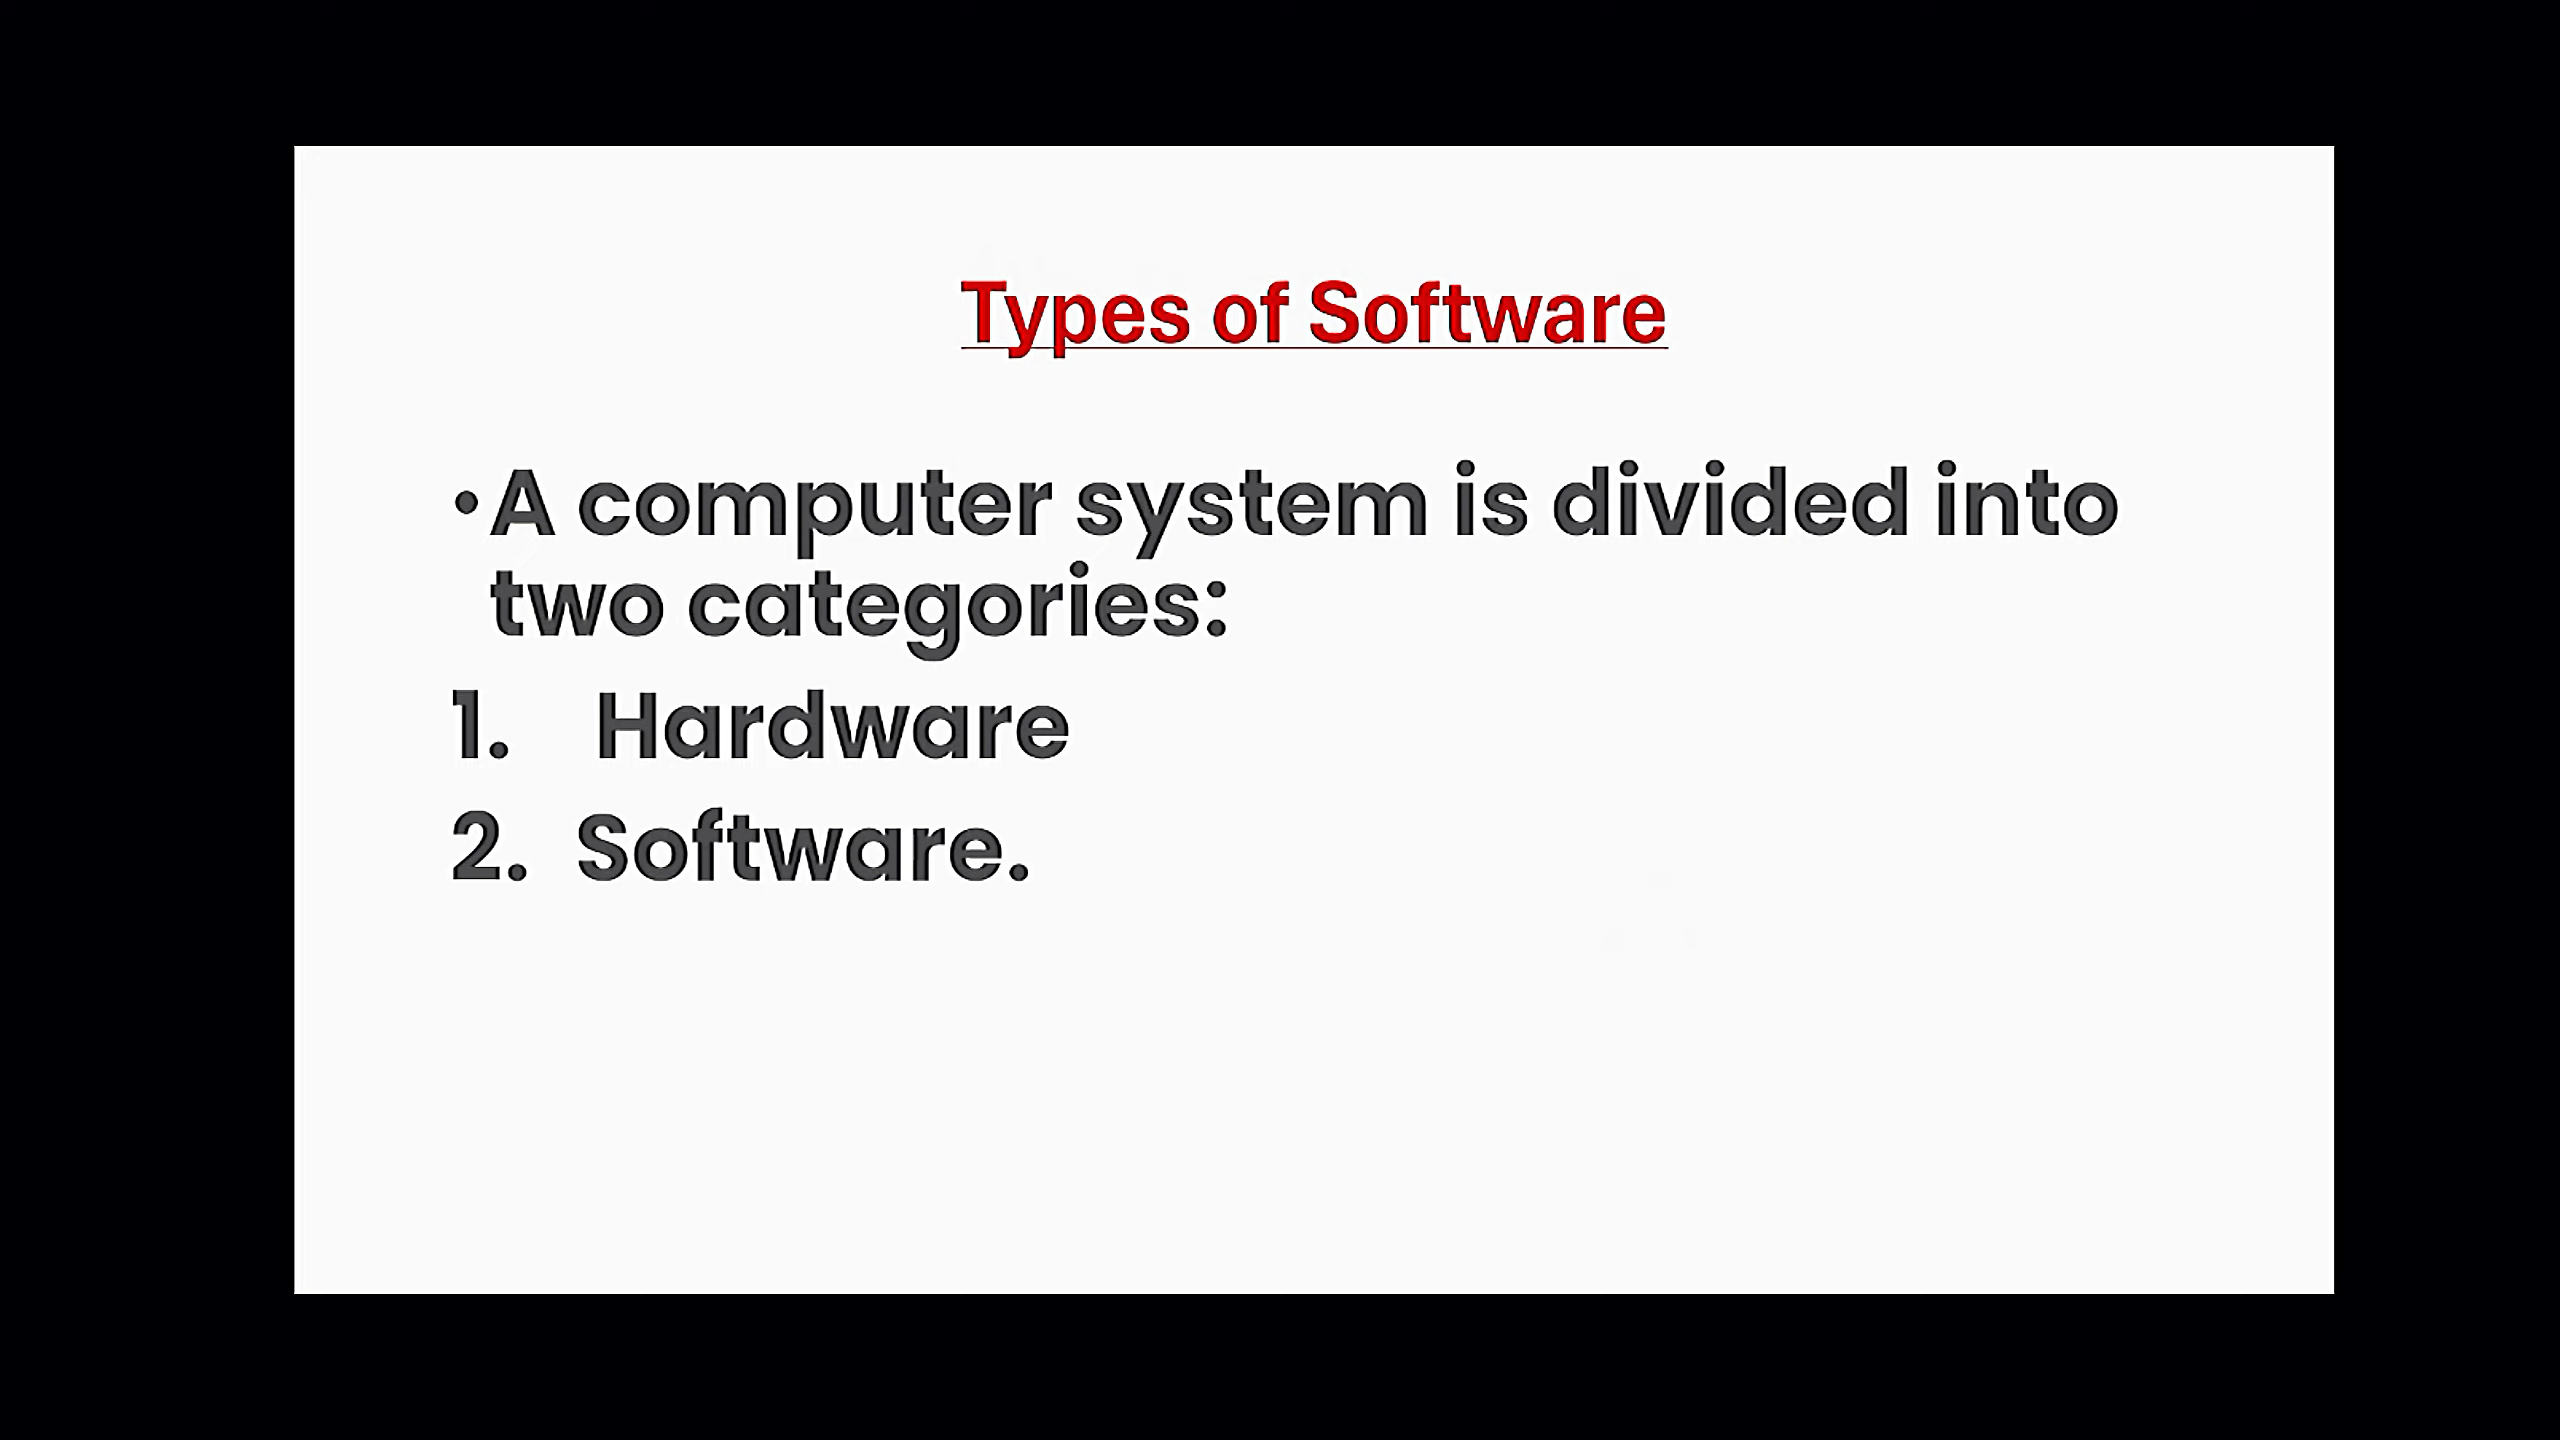 Types of Software
•A computer system is divided into
two categories:
1. Hardware
2. Software.